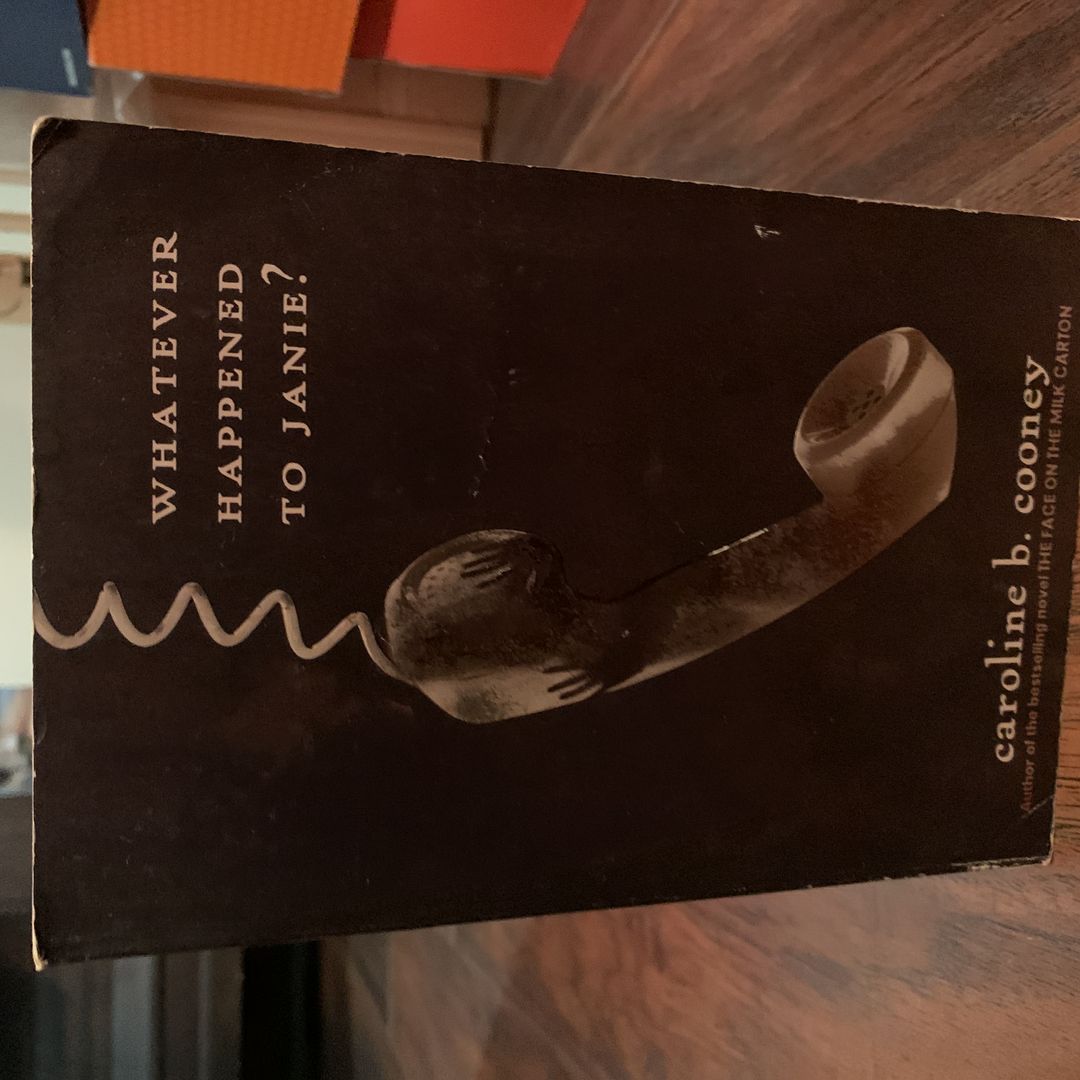 WHATEVER
HAPPENED
TO JANIE?
caroline b. cooney
Author of the bestselling novel THE FACE ON THE MILK CARTON